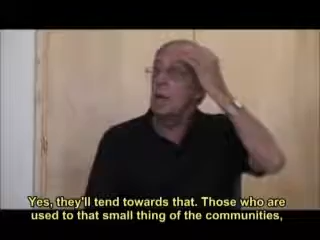 Yes, they'll tend towards that. Those who are
used to that small thing of the communities,